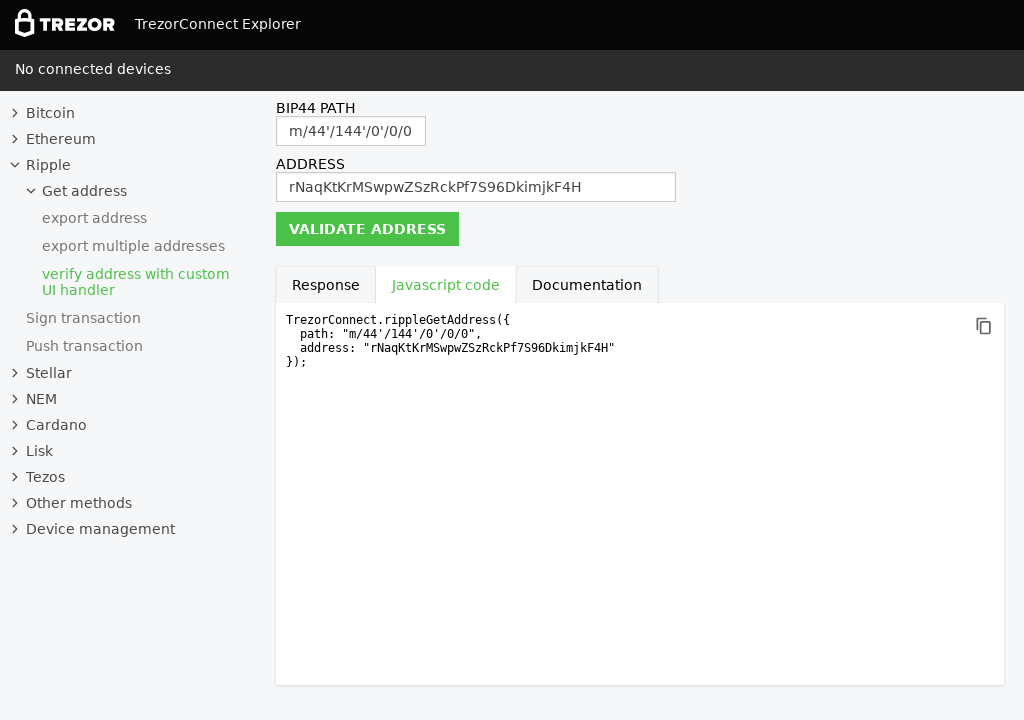 TREZOR TrezorConnect Explorer
No connected devices
Bitcoin
Ethereum
Ripple
Get address
export address
export multiple addresses
verify address with custom
UI handler
Sign transaction
Push transaction
Stellar
NEM
Cardano
Lisk
Tezos
Other methods
Device management
BIP44 PATH
m/44'/144'/0'/0/0
ADDRESS
rNaqKtKrMSwpwZSzRckPf7S96DkimjkF4H
VALIDATE ADDRESS
Response Javascript code Documentation
TrezorConnect.rippleGetAddress({
  path: "m/44'/144'/0'/0/0",
  address: "rNaqKtKrMSwpwZSzRckPf7S96DkimjkF4H"
});